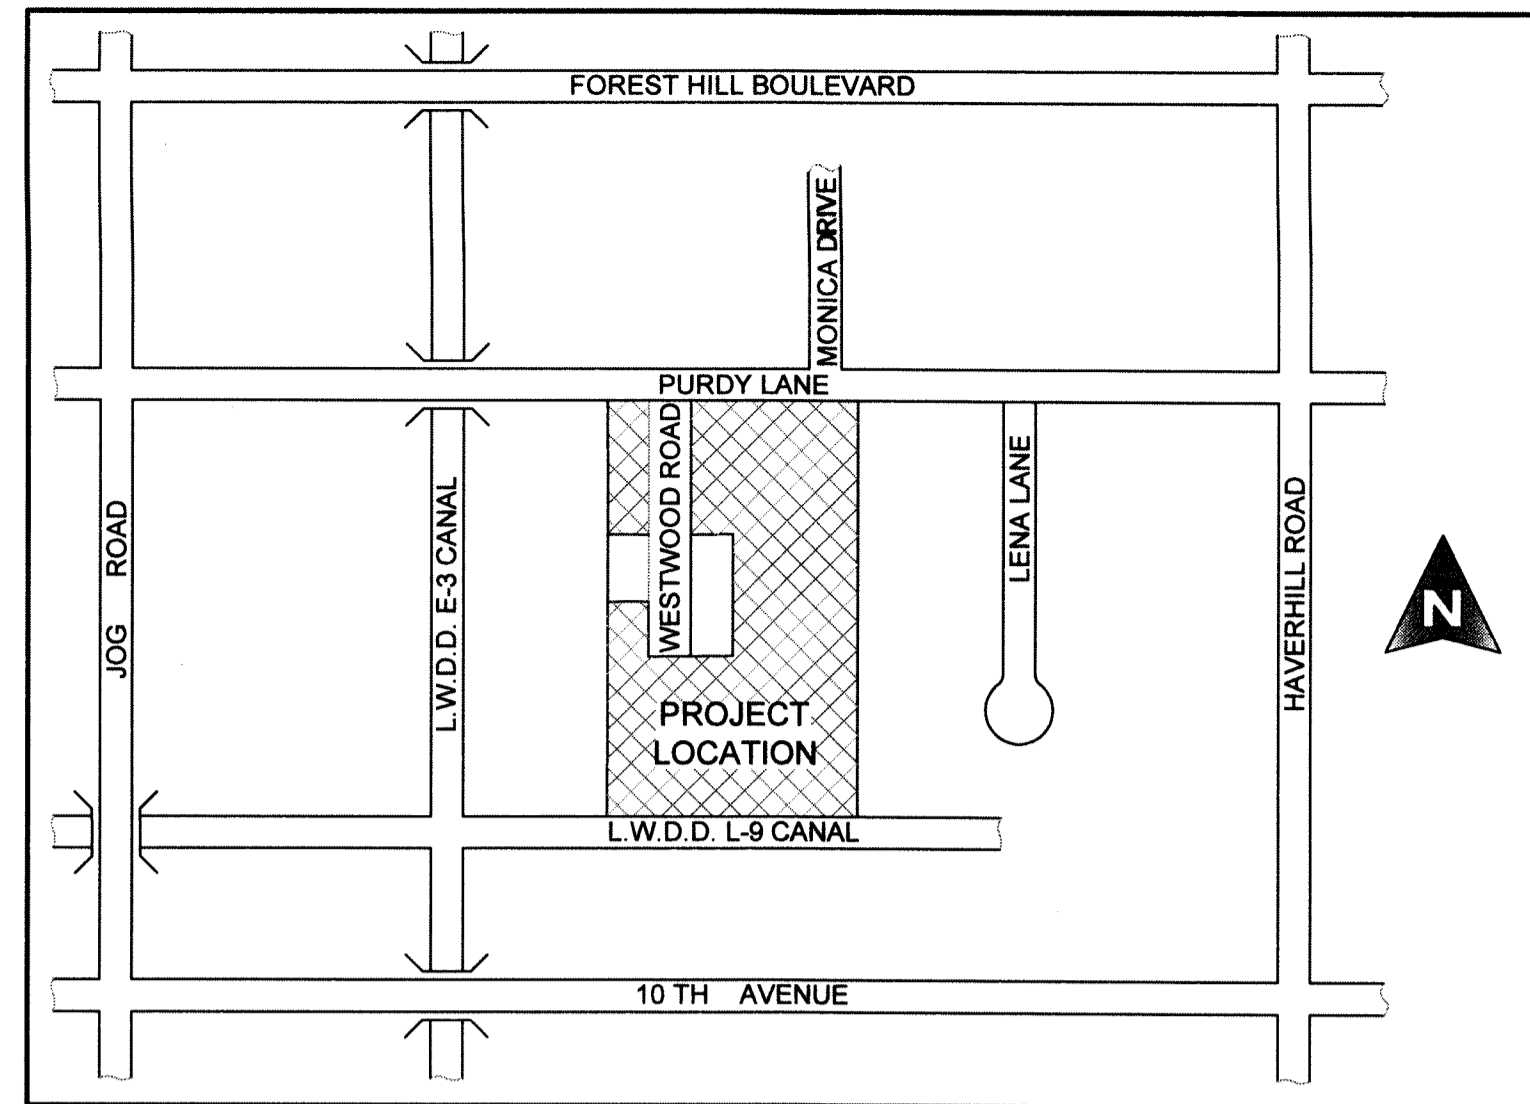 FOREST HILL BOULEVARD
MONICA DRIVE
PURDY LANE
WESTWOOD ROAD
JOG ROAD
L.W.D.D. E-3 CANAL
LENA LANE
HAVERHILL ROAD
N
PROJECT
LOCATION
L.W.D.D. L-9 CANAL
10 TH AVENUE